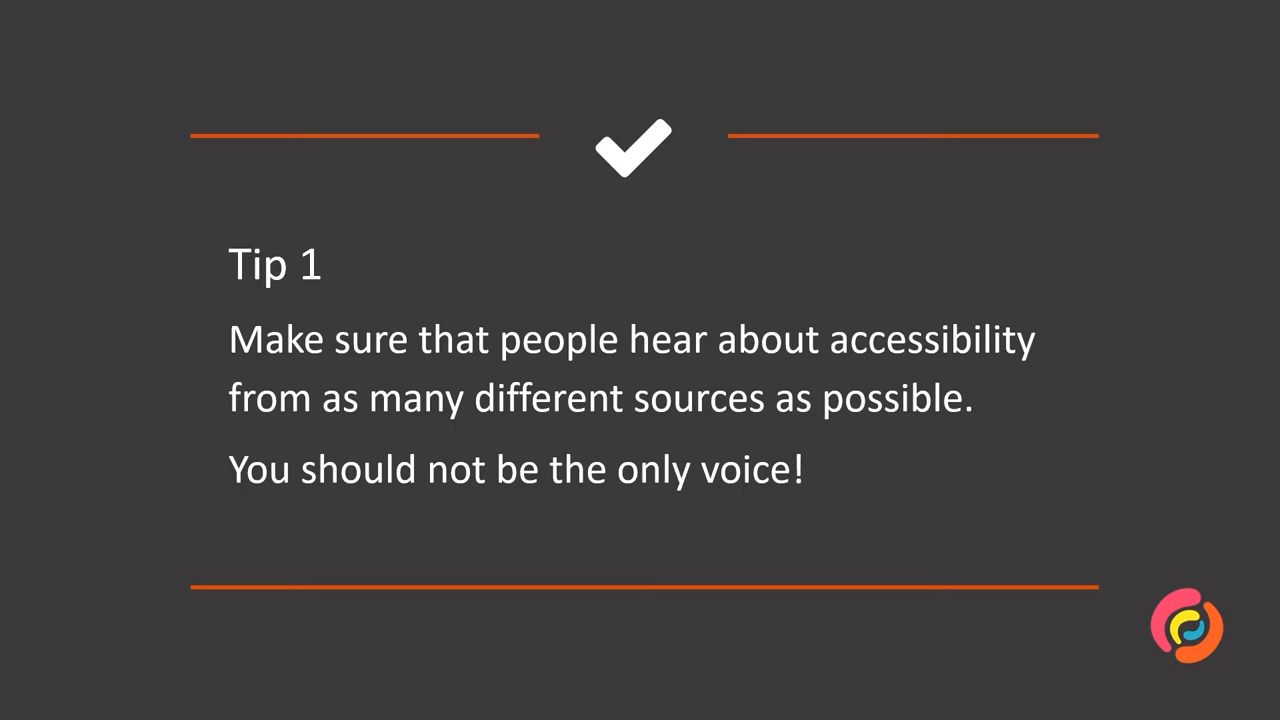 Tip 1
Make sure that people hear about accessibility
from as many different sources as possible.
You should not be the only voice!